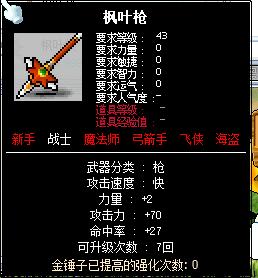 枫叶枪
要求等级: 43
要求力量: 0
要求敏捷: 0
要求智力: 0
要求运气: 0
要求人气度: -
道具等级: -
道具经验值: -
新手 战士 魔法师 弓箭手 飞侠 海盗
武器分类 : 枪
攻击速度 : 快
力量 : +2
攻击力 : +70
命中率 : +27
可升级次数 : 7回
金锤子已提高的强化次数: 0